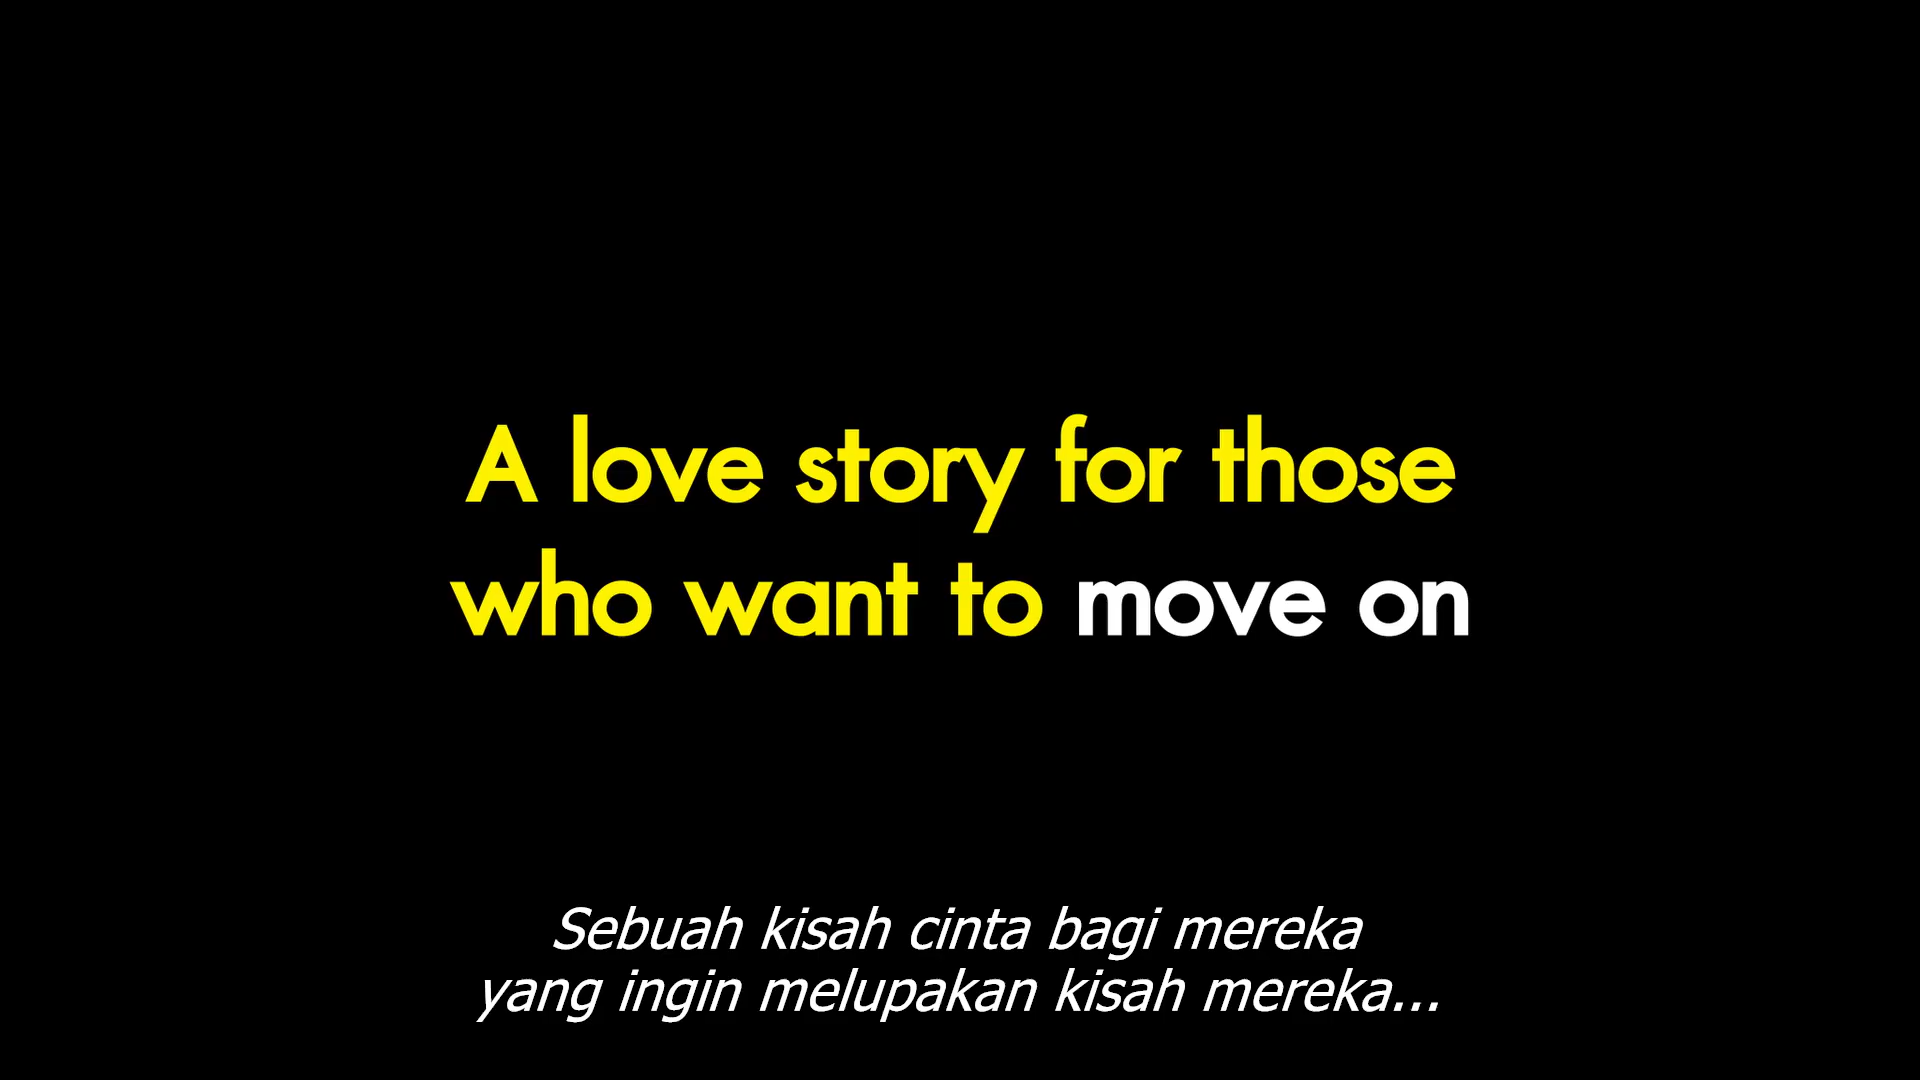 A love story for those
who want to move on
Sebuah kisah cinta bagi mereka
yang ingin melupakan kisah mereka...